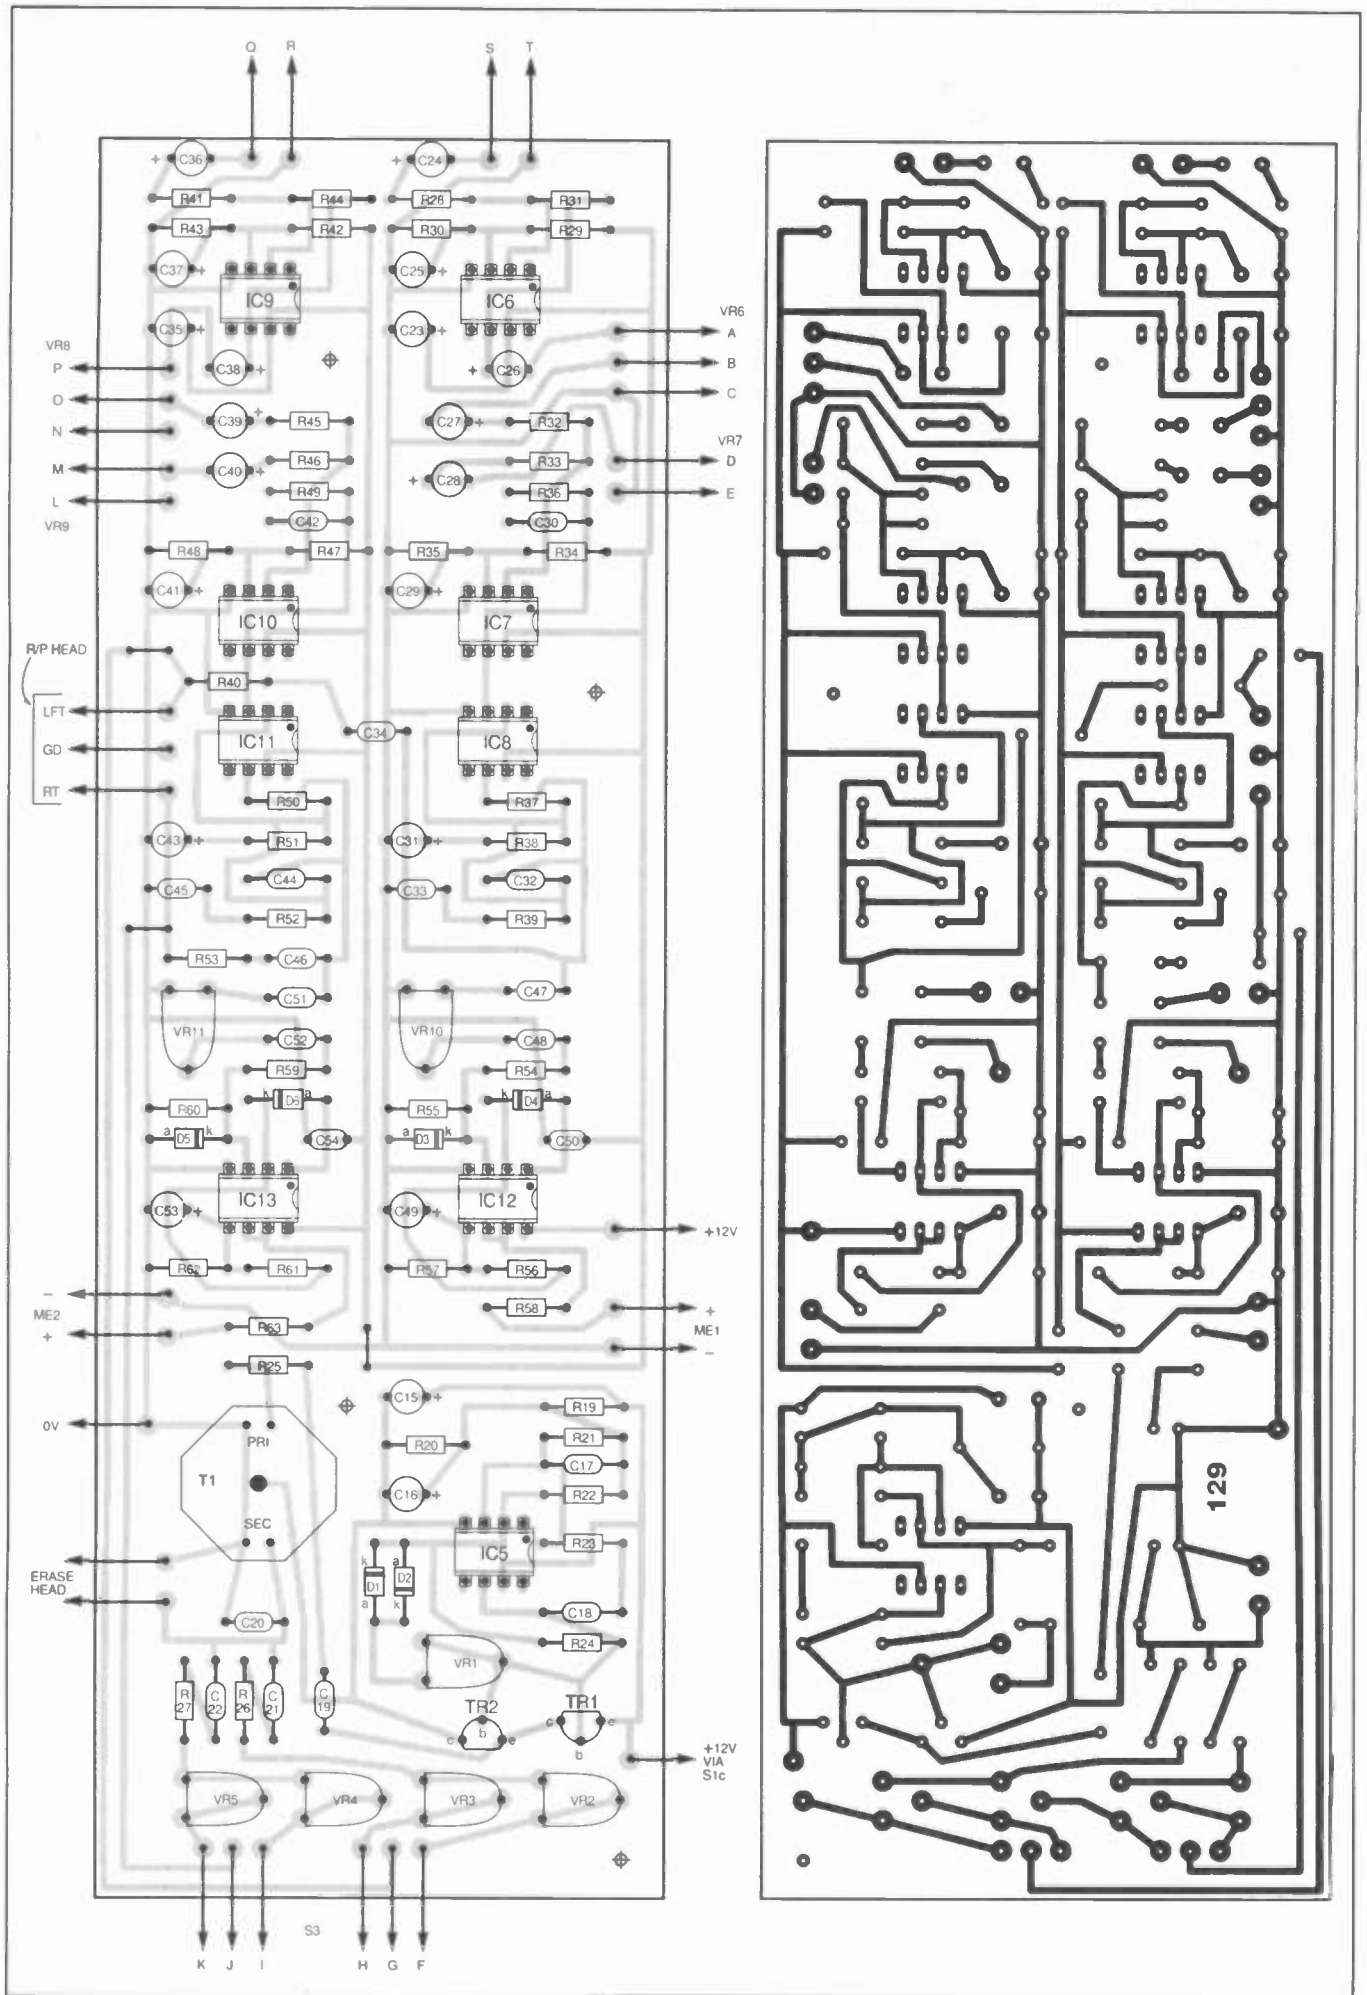 Q R S T
+ C36 + C24
R41 R44 R28 R31
R43 R42 R30 R29
C37 + C25 +
IC9 IC6
C35 + C23 +
VR6
A
VR8
P C38 + + C26 B
O C
N C39 + R45 C27 + R32
VR7
M C40 + R46 + C28 R33 D
L R49 R36 E
VR9
C42 C30
R48 R47 R35 R34
C41 + C29 +
IC10 IC7
R/P HEAD
R40
LFT
GD IC11 C34 IC8
RT
R50 R37
C43 + R51 C31 + R38
C45 C44 C33 C32
R52 R39
R53 C46
C51 C47
VR11 VR10
C52 C48
R59 R54
k D6 k D4 a
R60 R55
a D5 k C54 a D3 k C50
IC13 IC12
C53 + C49 +
+12V
R62 R61 R57 R56
−
ME2
+
R58 +
ME1
−
R63
R25
C15 +
R19
0V
PRI
R20 R21
T1 C17
C16 + R22
129
SEC
IC5 R23
k a
D1 D2
a k
ERASE
HEAD
C20 C18
R24
VR1
R 27 C 22 R 26 C 21 C 19
TR2 TR1
c b e c b e
+12V
VIA
S1c
VR5 VR4 VR3 VR2
S3
K J I H G F